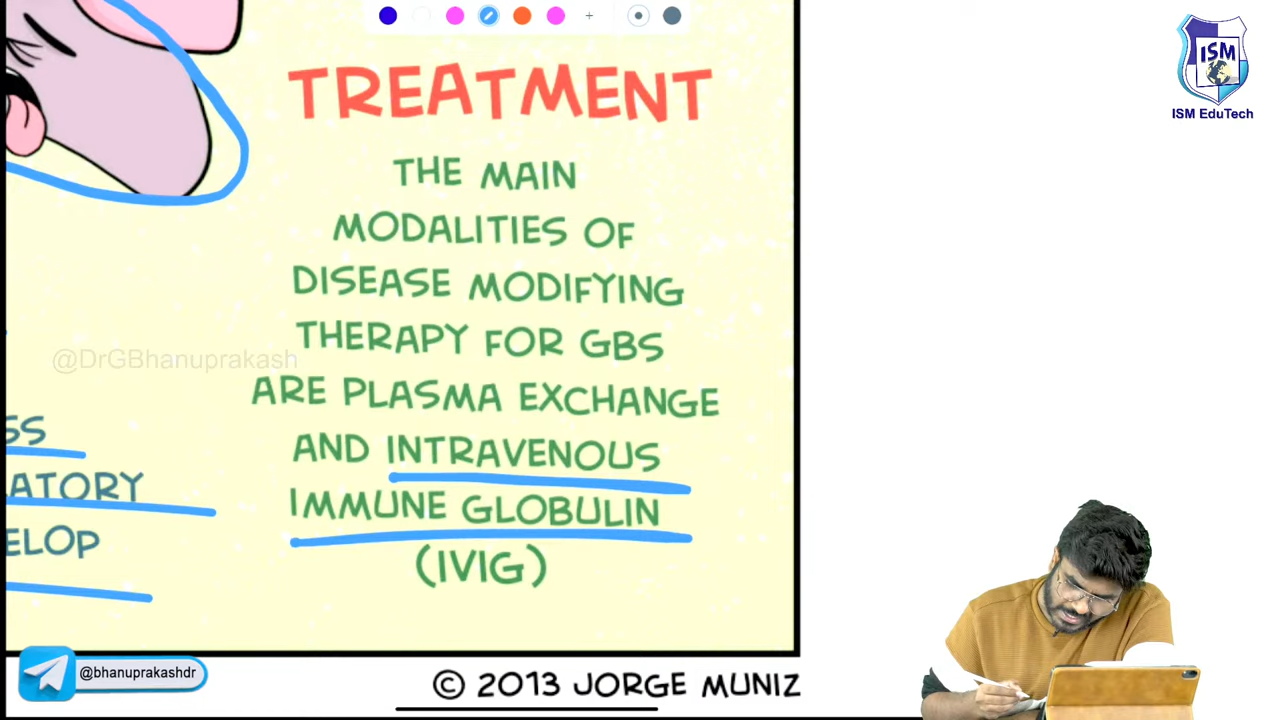 ISM
ISM EduTech
TREATMENT
THE MAIN
MODALITIES OF
DISEASE MODIFYING
THERAPY FOR GBS
ARE PLASMA EXCHANGE
AND INTRAVENOUS
IMMUNE GLOBULIN
(IVIG)
@DrGBhanuprakash
SS
ATORY
ELOP
@bhanuprakashdr
© 2013 JORGE MUNIZ